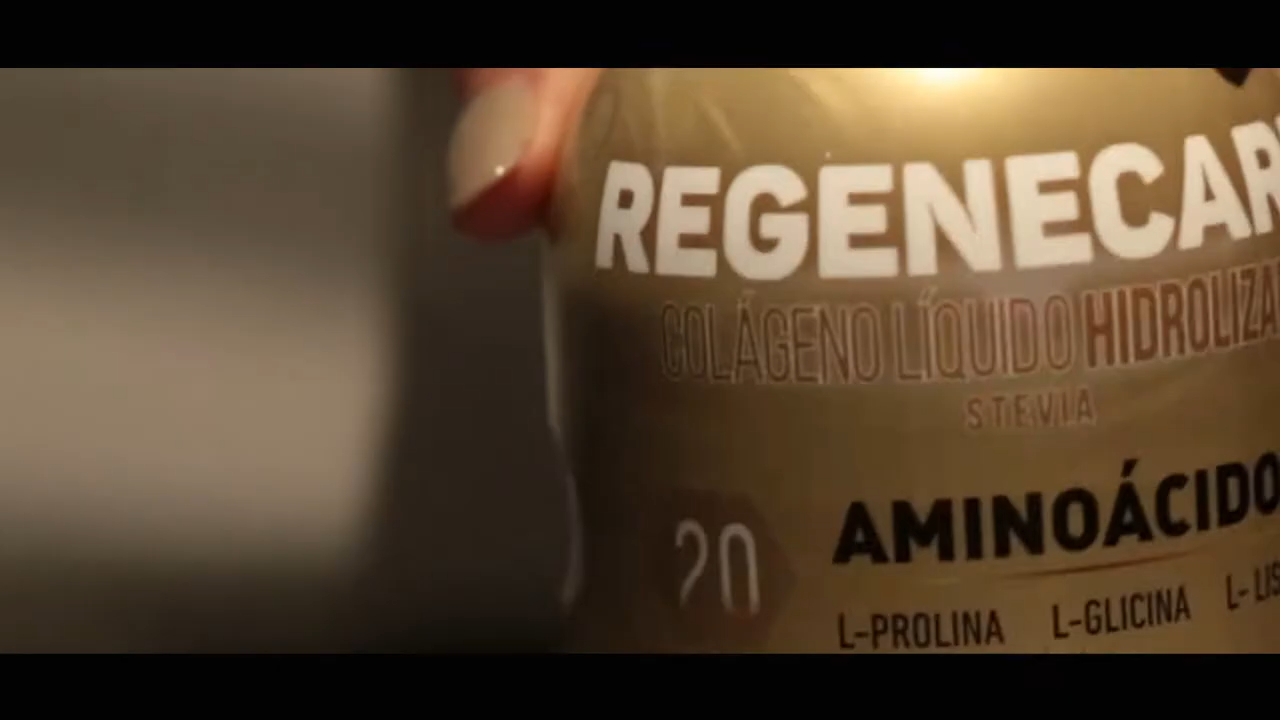 REGENECAR
COLÁGENO LÍQUIDO HIDROLIZA
STEVIA
AMINOÁCIDO
20
L-PROLINA L-GLICINA L- LIS